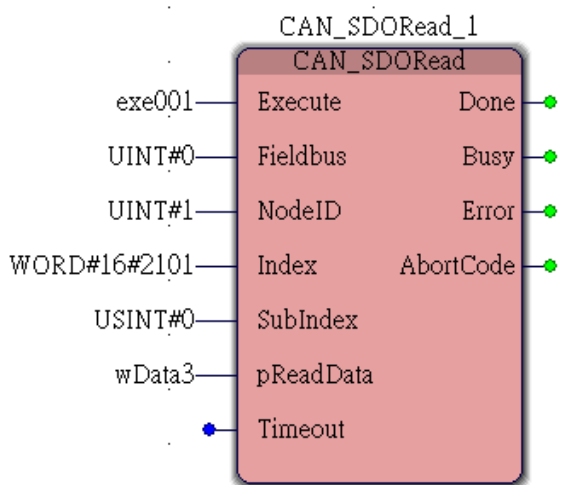 CAN_SDORead_1
CAN_SDORead
exe001 Execute Done
UINT#0 Fieldbus Busy
UINT#1 NodeID Error
WORD#16#2101 Index AbortCode
USINT#0 SubIndex
wData3 pReadData
Timeout